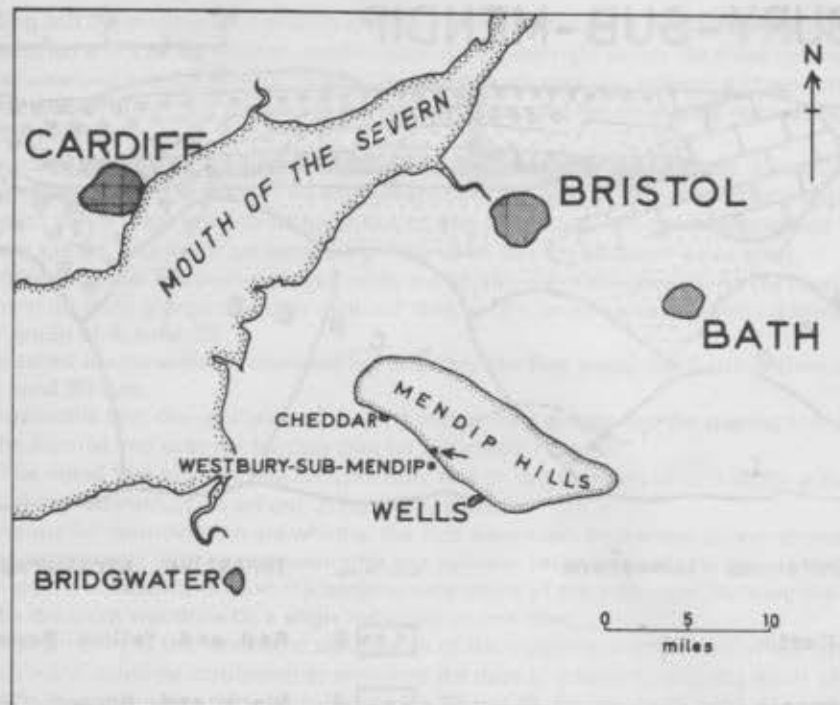 N
CARDIFF
MOUTH OF THE SEVERN
BRISTOL
BATH
MENDIP HILLS
CHEDDAR
WESTBURY-SUB-MENDIP
WELLS
BRIDGWATER
0 5 10
miles